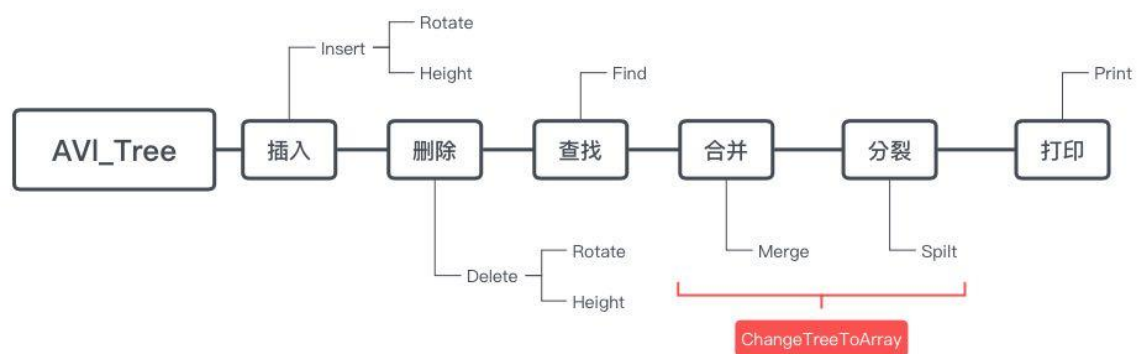 Rotate
Insert
Height
Find
Print
AVI_Tree
插入
删除
查找
合并
分裂
打印
Rotate
Delete
Height
Merge
Spilt
ChangeTreeToArray